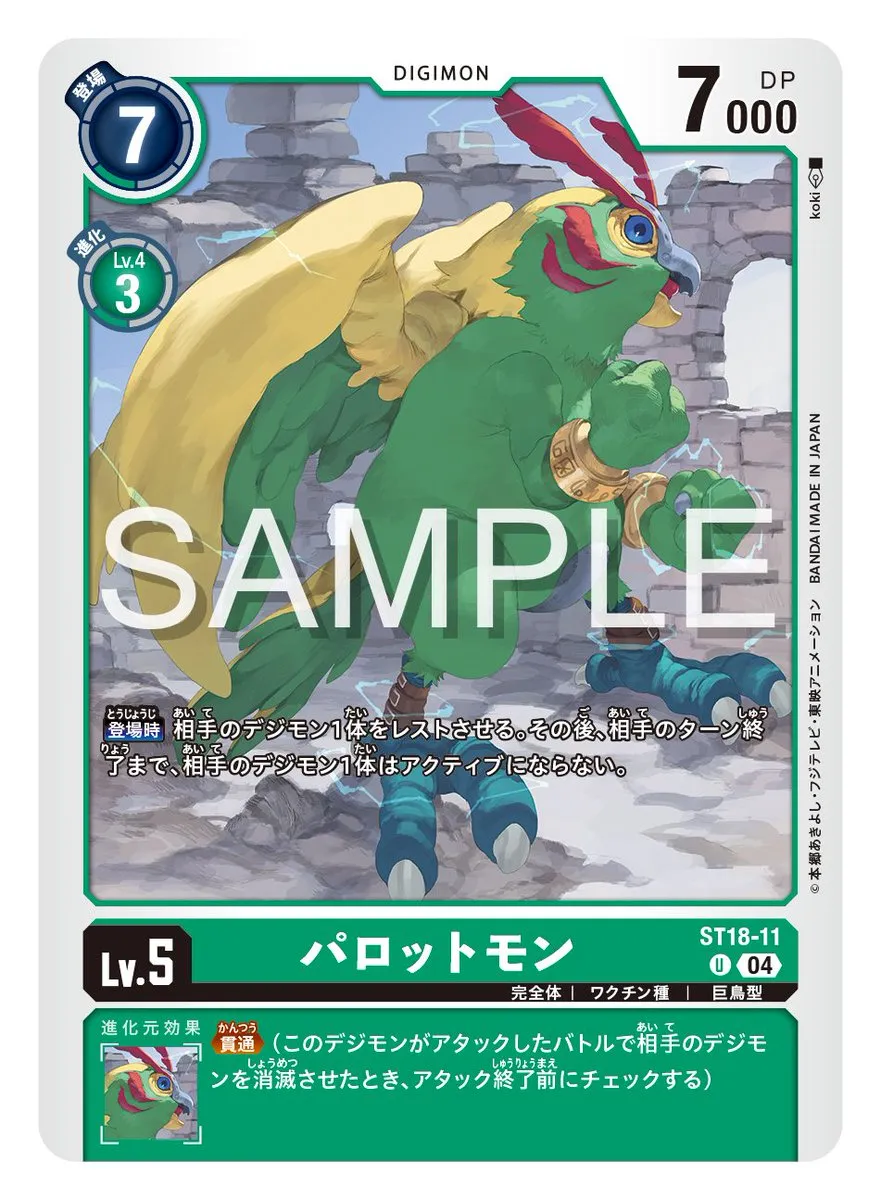 登場
7
DIGIMON
7000
DP
進化
Lv.4
3
koki
BANDAI MADE IN JAPAN
©本郷あきよし・フジテレビ・東映アニメーション
SAMPLE
登場時 相手のデジモン1体をレストさせる。その後、相手のターン終
了まで、相手のデジモン1体はアクティブにならない。
Lv.5
パロットモン
ST18-11
U 04
完全体 | ワクチン種 | 巨鳥型
進化元効果
貫通 (このデジモンがアタックしたバトルで相手のデジモ
ンを消滅させたとき、アタック終了前にチェックする)